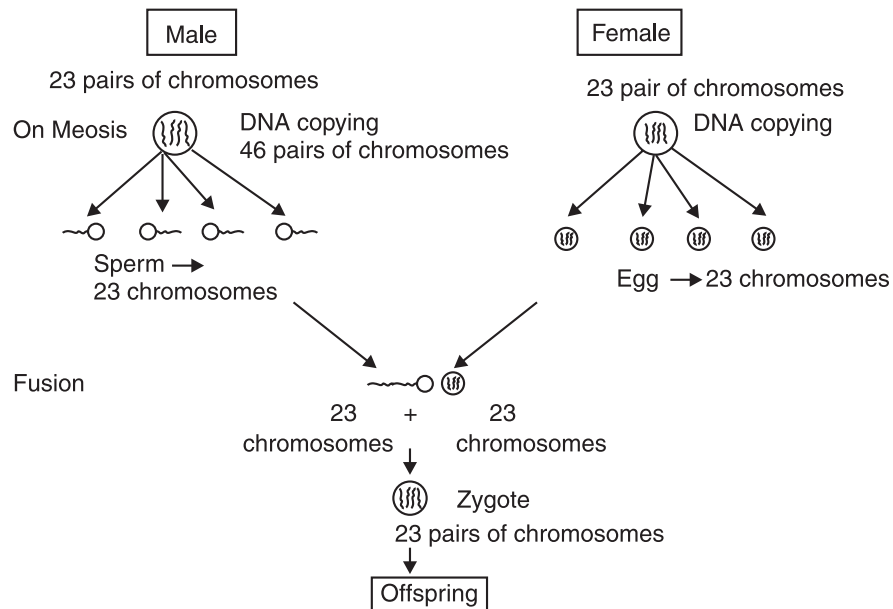 Male
Female
23 pairs of chromosomes
23 pair of chromosomes
On Meosis
DNA copying
46 pairs of chromosomes
DNA copying
Sperm
23 chromosomes
Egg
23 chromosomes
Fusion
23 + 23
chromosomes chromosomes
Zygote
23 pairs of chromosomes
Offspring